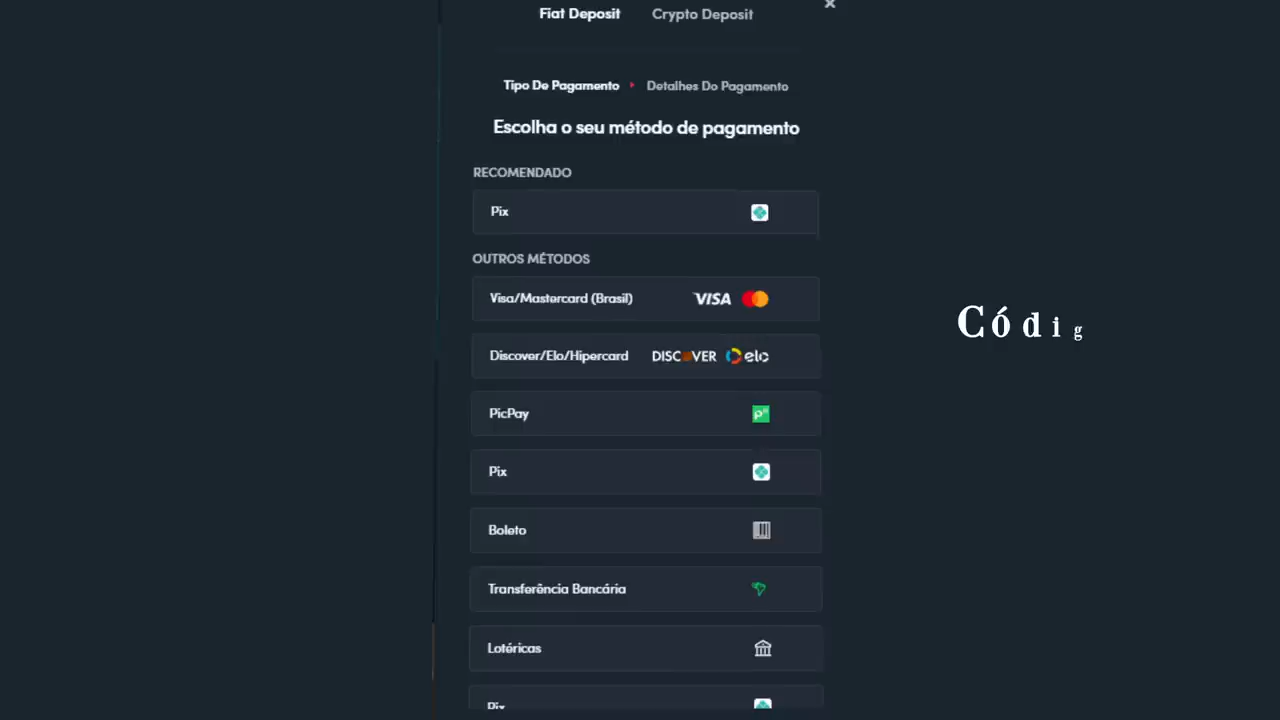 Fiat Deposit Crypto Deposit
Tipo De Pagamento Detalhes Do Pagamento
Escolha o seu método de pagamento
RECOMENDADO
Pix
OUTROS MÉTODOS
Visa/Mastercard (Brasil) VISA
Discover/Elo/Hipercard DISCOVER elo
Códig
PicPay
Pix
Boleto
Transferência Bancária
Lotéricas
Pix